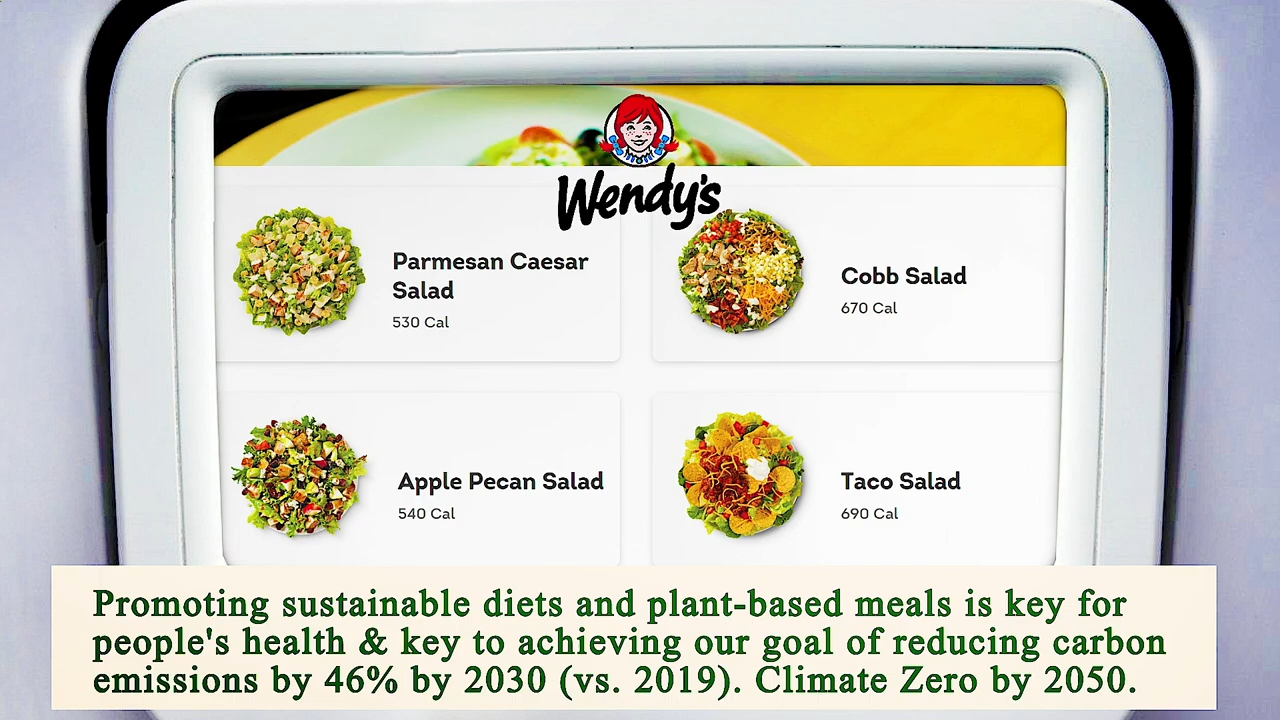 Wendy's
Parmesan Caesar
Salad
530 Cal
Cobb Salad
670 Cal
Apple Pecan Salad
540 Cal
Taco Salad
690 Cal
Promoting sustainable diets and plant-based meals is key for
people's health & key to achieving our goal of reducing carbon
emissions by 46% by 2030 (vs. 2019). Climate Zero by 2050.